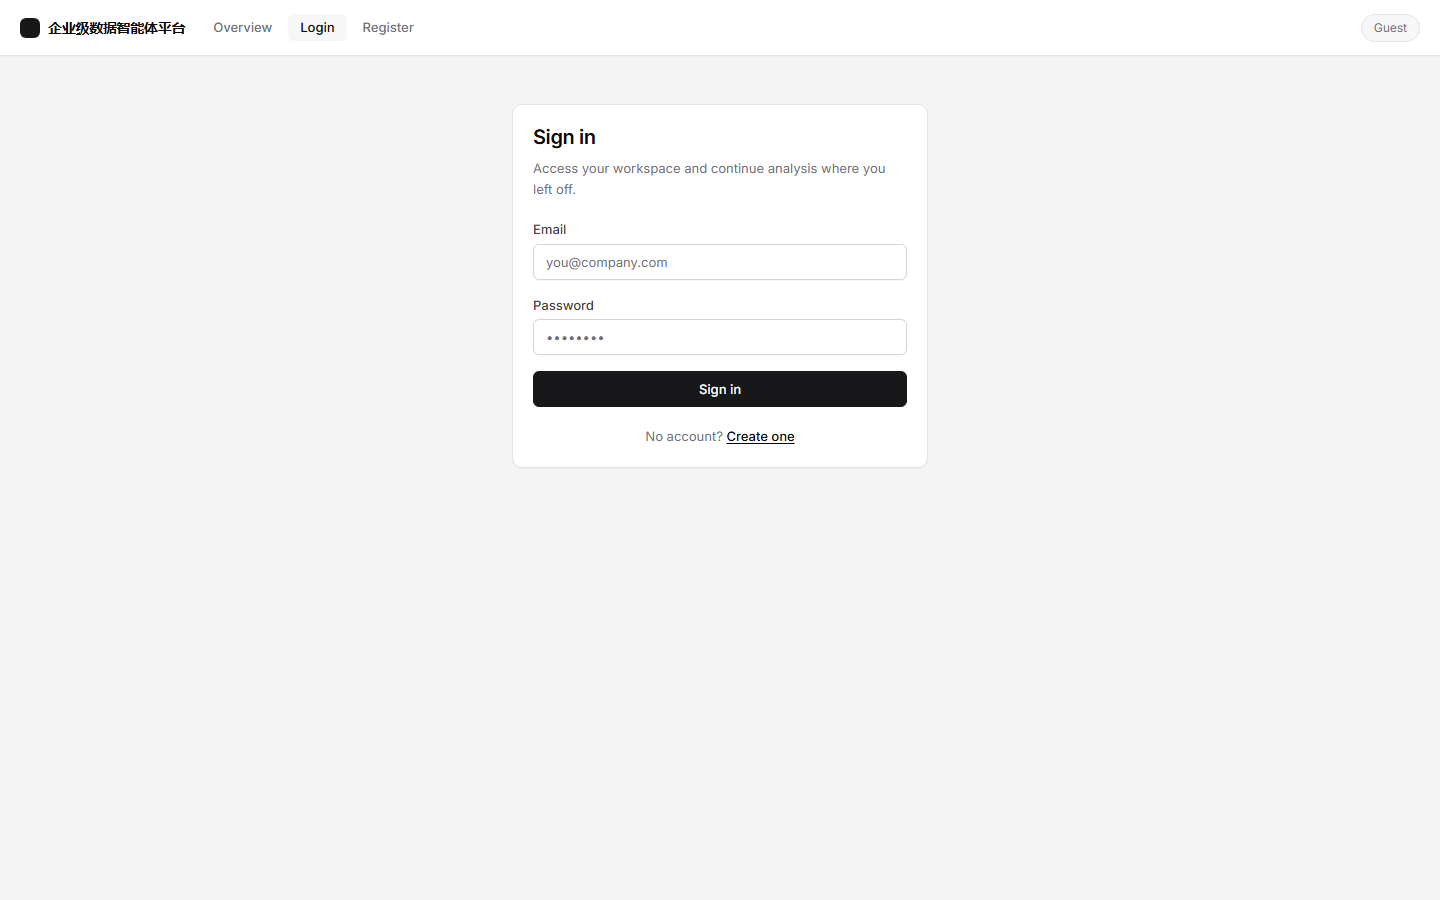 企业级数据智能体平台 Overview Login Register Guest
Sign in
Access your workspace and continue analysis where you
left off.
Email
you@company.com
Password
••••••••
Sign in
No account? Create one